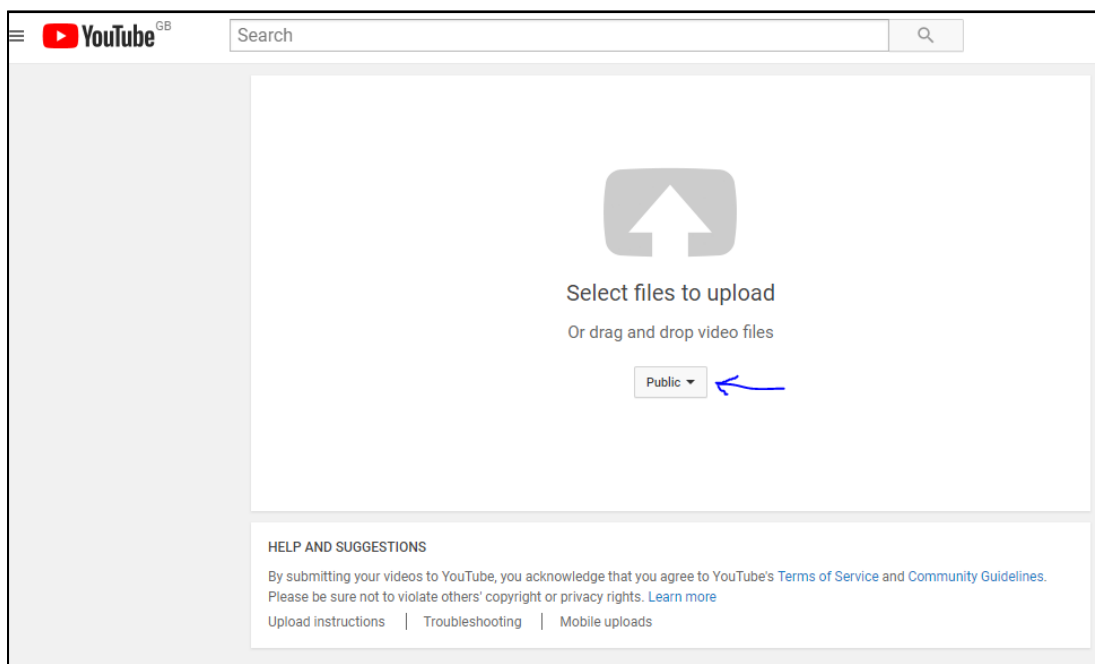 YouTube GB
Search
Select files to upload
Or drag and drop video files
Public
HELP AND SUGGESTIONS
By submitting your videos to YouTube, you acknowledge that you agree to YouTube's Terms of Service and Community Guidelines.
Please be sure not to violate others' copyright or privacy rights. Learn more
Upload instructions | Troubleshooting | Mobile uploads